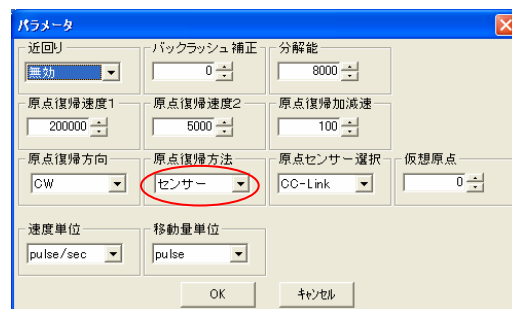 パラメータ
近回り バックラッシュ補正 分解能
無効 0 8000
原点復帰速度1 原点復帰速度2 原点復帰加減速
200000 5000 100
原点復帰方向 原点復帰方法 原点センサー選択 仮想原点
CW センサー CC-Link 0
速度単位 移動量単位
pulse/sec pulse
OK キャンセル